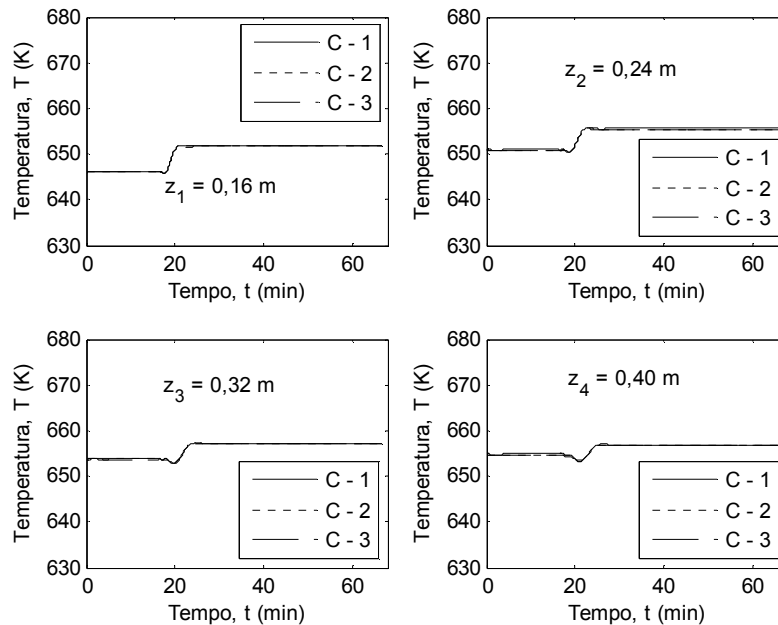 680
670
660
650
640
630
Temperatura, T (K)
C - 1
C - 2
C - 3
z1 = 0,16 m
0 20 40 60
Tempo, t (min)
680
670
660
650
640
630
Temperatura, T (K)
z2 = 0,24 m
C - 1
C - 2
C - 3
0 20 40 60
Tempo, t (min)
680
670
660
650
640
630
Temperatura, T (K)
z3 = 0,32 m
C - 1
C - 2
C - 3
0 20 40 60
Tempo, t (min)
680
670
660
650
640
630
Temperatura, T (K)
z4 = 0,40 m
C - 1
C - 2
C - 3
0 20 40 60
Tempo, t (min)